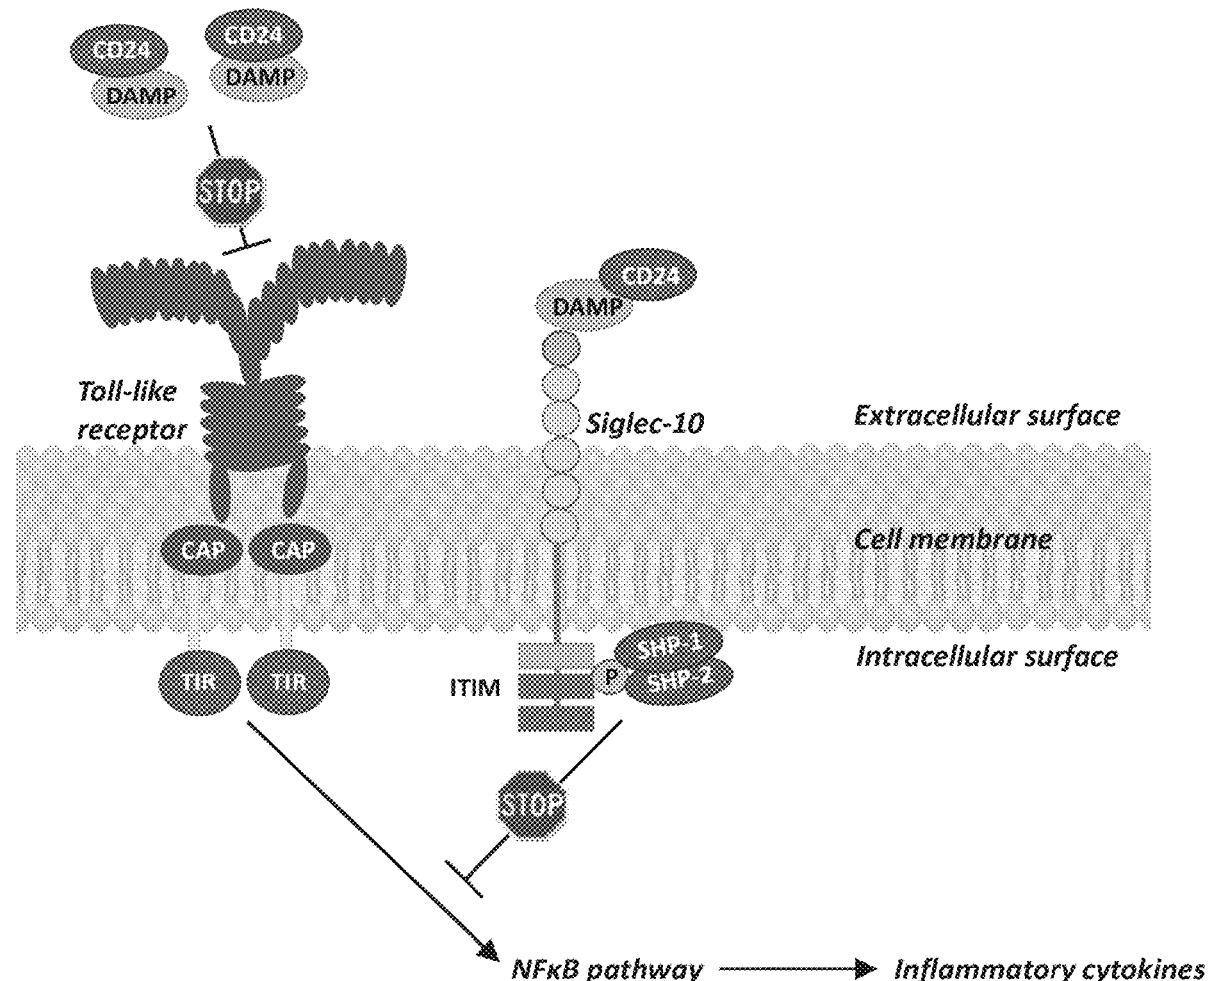 CD24
CD24
DAMP
DAMP
STOP
CD24
DAMP
Toll-like
receptor
Siglec-10
Extracellular surface
CAP
CAP
Cell membrane
SHP-1
Intracellular surface
TIR
TIR
ITIM
P
SHP-2
STOP
NFκB pathway
Inflammatory cytokines